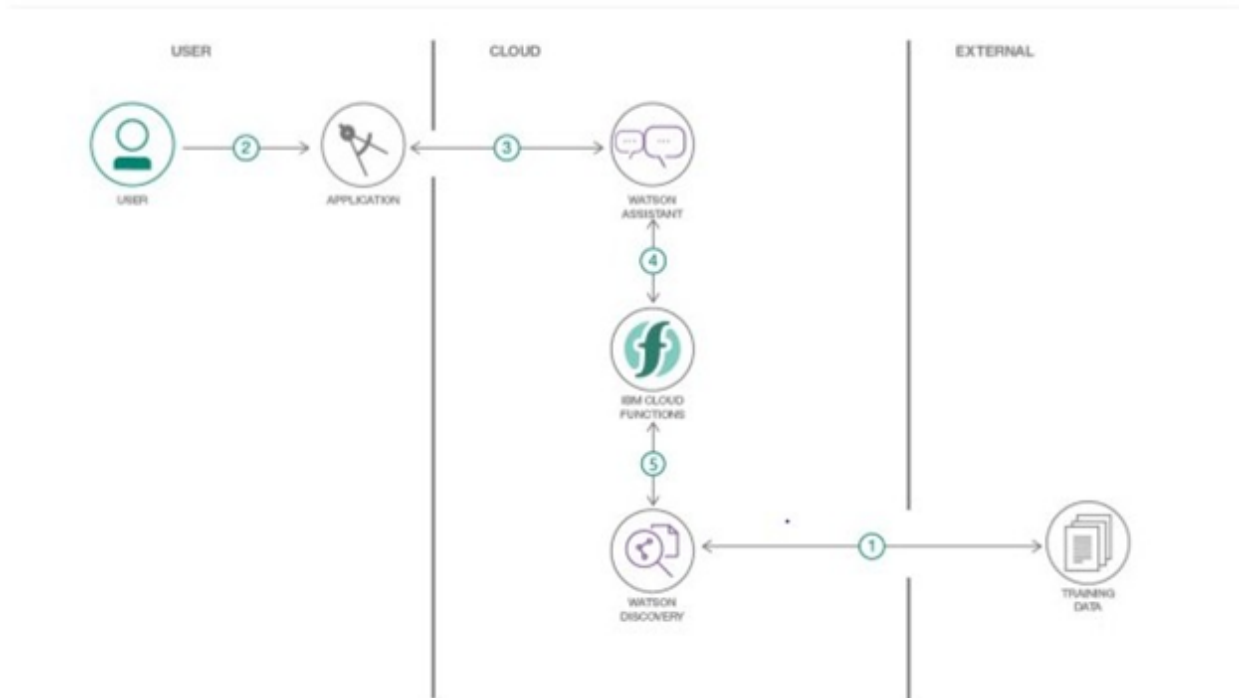 USER
CLOUD
EXTERNAL
2
3
USER
APPLICATION
WATSON
ASSISTANT
4
IBM CLOUD
FUNCTIONS
5
1
WATSON
DISCOVERY
TRAINING
DATA